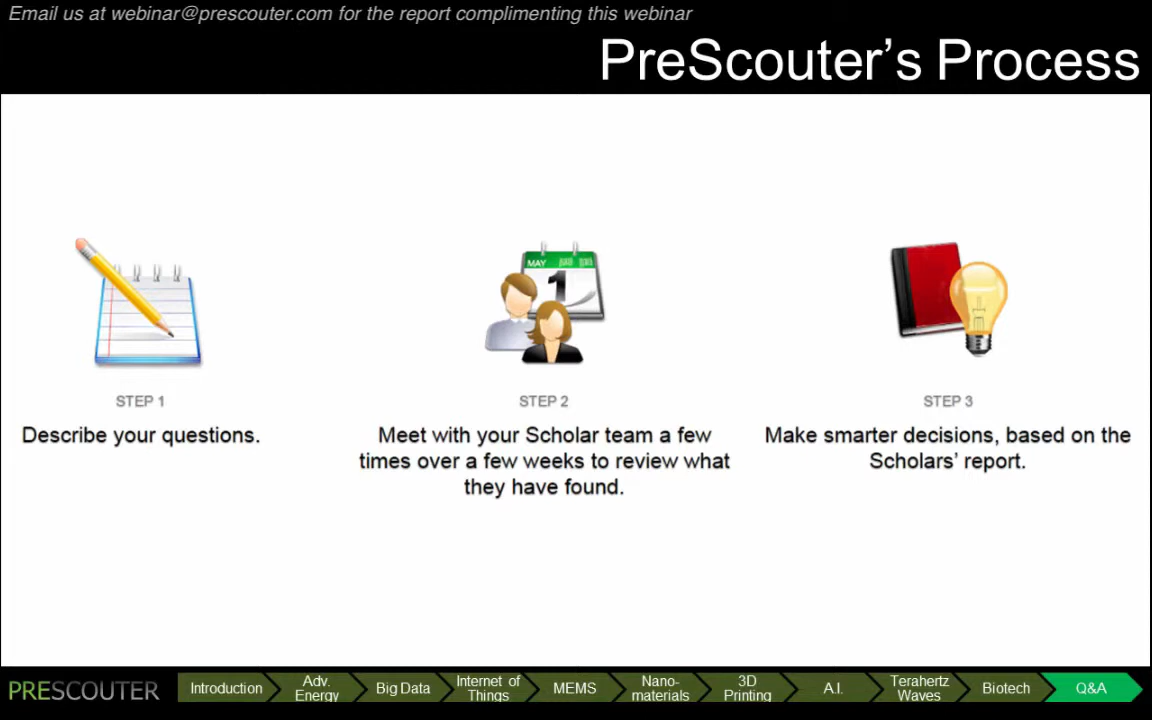 Email us at webinar@prescouter.com for the report complimenting this webinar
PreScouter's Process
MAY
1
STEP 1
Describe your questions.
STEP 2
Meet with your Scholar team a few
times over a few weeks to review what
they have found.
STEP 3
Make smarter decisions, based on the
Scholars' report.
PRESCOUTER
Introduction
Adv.
Energy
Big Data
Internet of
Things
MEMS
Nano-
materials
3D
Printing
A.I.
Terahertz
Waves
Biotech
Q&A